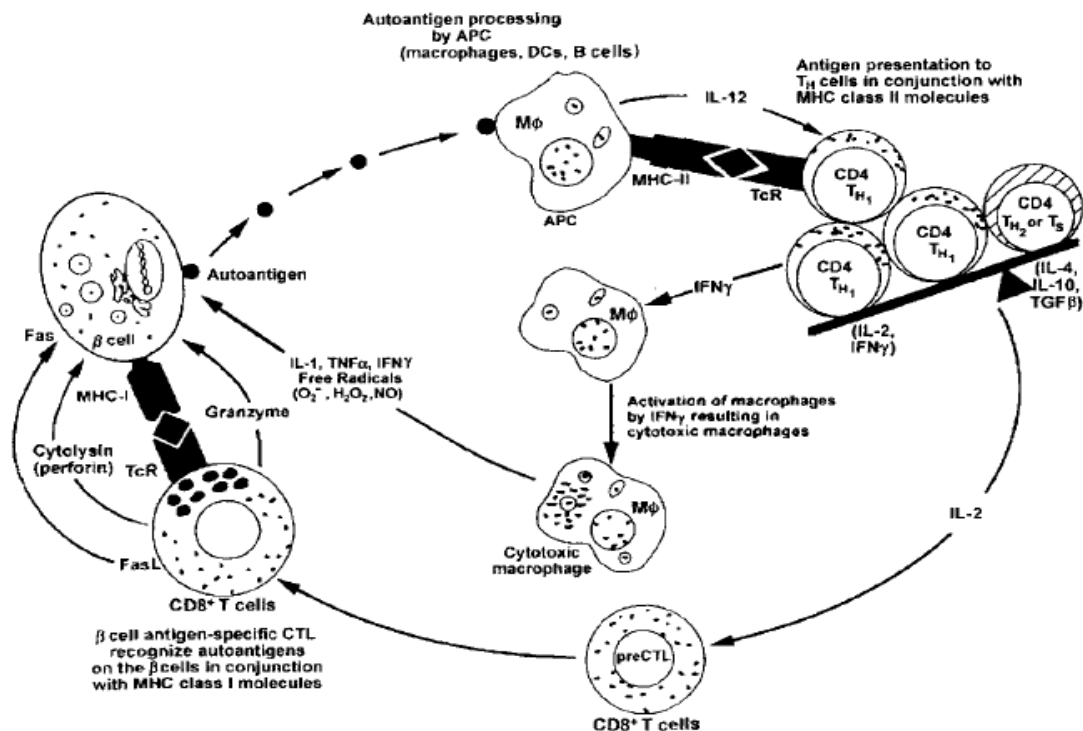 Autoantigen processing
by APC
(macrophages, DCs, B cells)
Antigen presentation to
TH cells in conjunction with
MHC class II molecules
IL-12
Mφ
MHC-II
TcR
APC
CD4
TH1
CD4
TH1
CD4
TH1
CD4
TH2 or TS
(IL-4,
IL-10,
TGFβ)
(IL-2,
IFNγ)
IFNγ
Mφ
Autoantigen
Fas
β cell
MHC-I
IL-1, TNFα, IFNγ
Free Radicals
(O2⁻, H2O2, NO)
Granzyme
Cytolysin
(perforin)
TcR
Activation of macrophages
by IFNγ resulting in
cytotoxic macrophages
Mφ
Cytotoxic
macrophage
IL-2
FasL
CD8⁺ T cells
β cell antigen-specific CTL
recognize autoantigens
on the β cells in conjunction
with MHC class I molecules
preCTL
CD8⁺ T cells